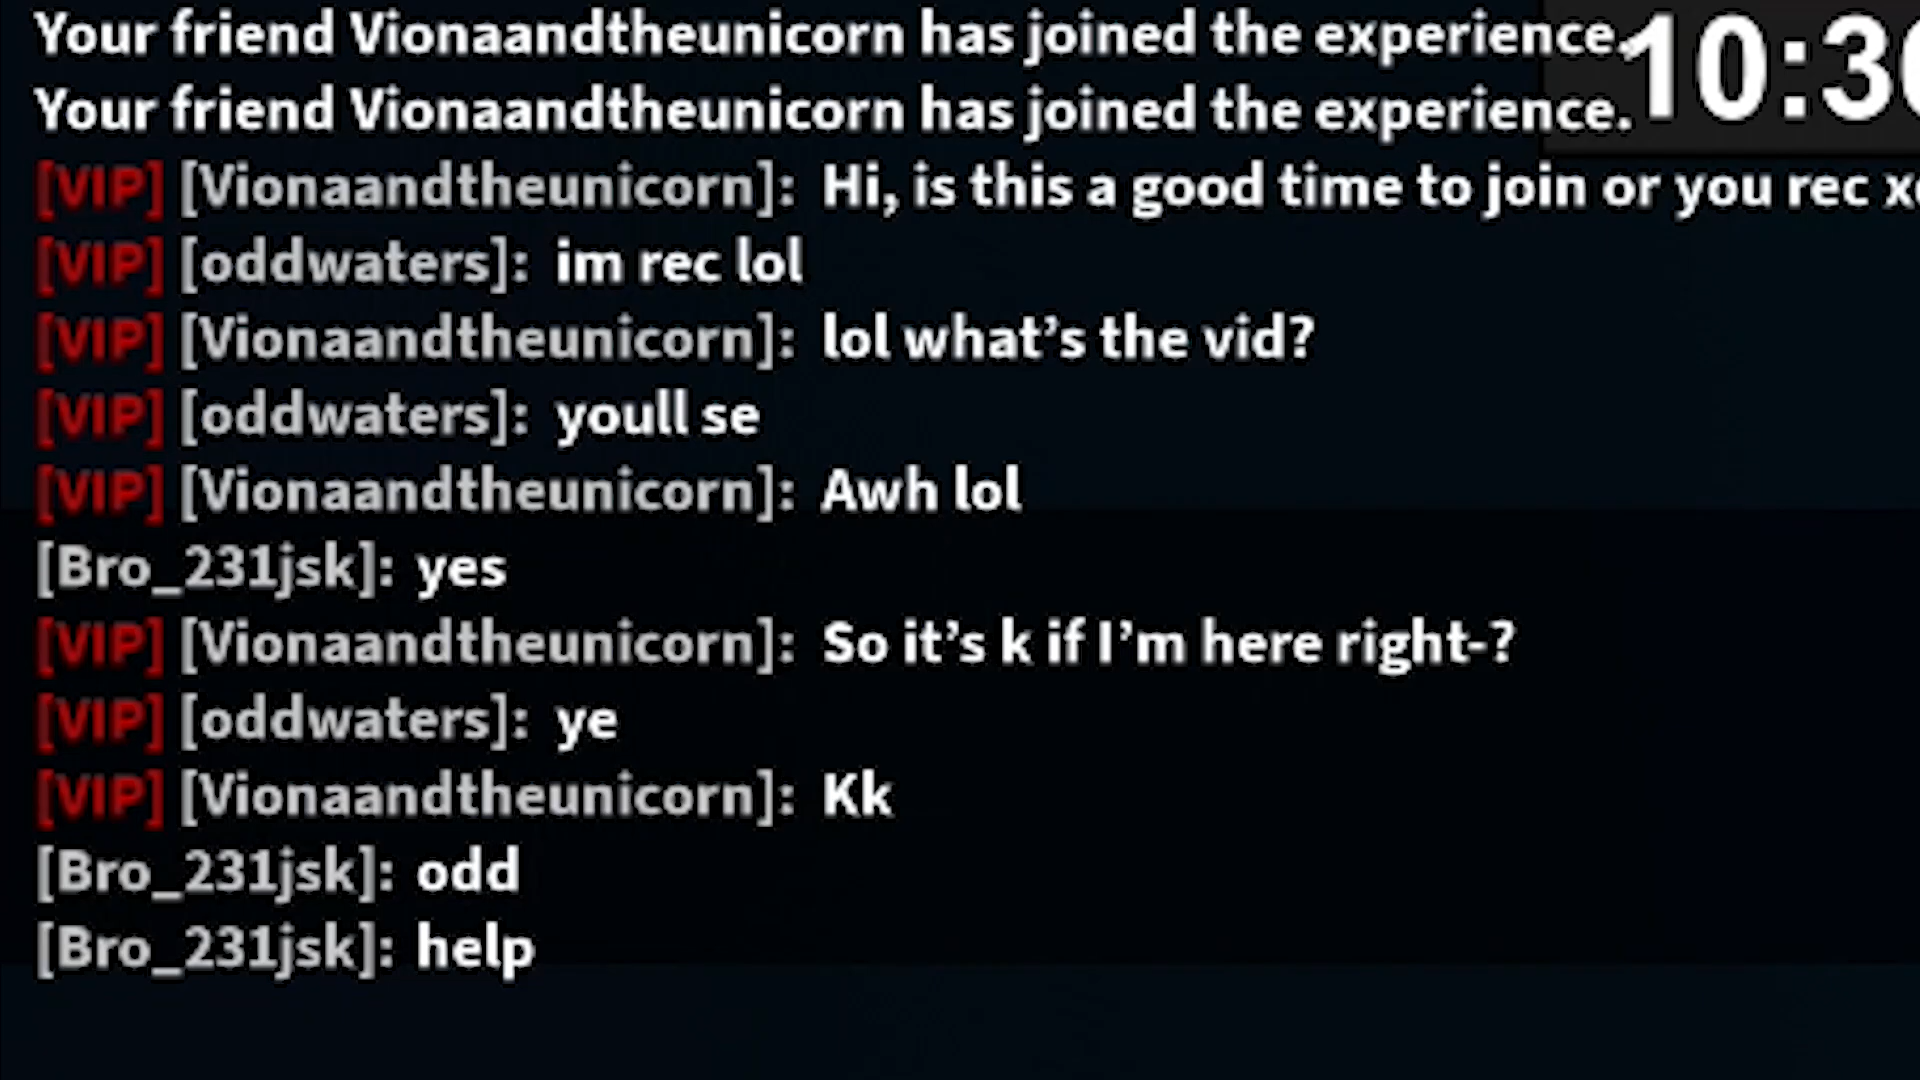 Your friend Vionaandtheunicorn has joined the experience.
10:30
Your friend Vionaandtheunicorn has joined the experience.
[VIP] [Vionaandtheunicorn]: Hi, is this a good time to join or you rec
[VIP] [oddwaters]: im rec lol
[VIP] [Vionaandtheunicorn]: lol what’s the vid?
[VIP] [oddwaters]: youll se
[VIP] [Vionaandtheunicorn]: Awh lol
[Bro_231jsk]: yes
[VIP] [Vionaandtheunicorn]: So it’s k if I’m here right-?
[VIP] [oddwaters]: ye
[VIP] [Vionaandtheunicorn]: Kk
[Bro_231jsk]: odd
[Bro_231jsk]: help